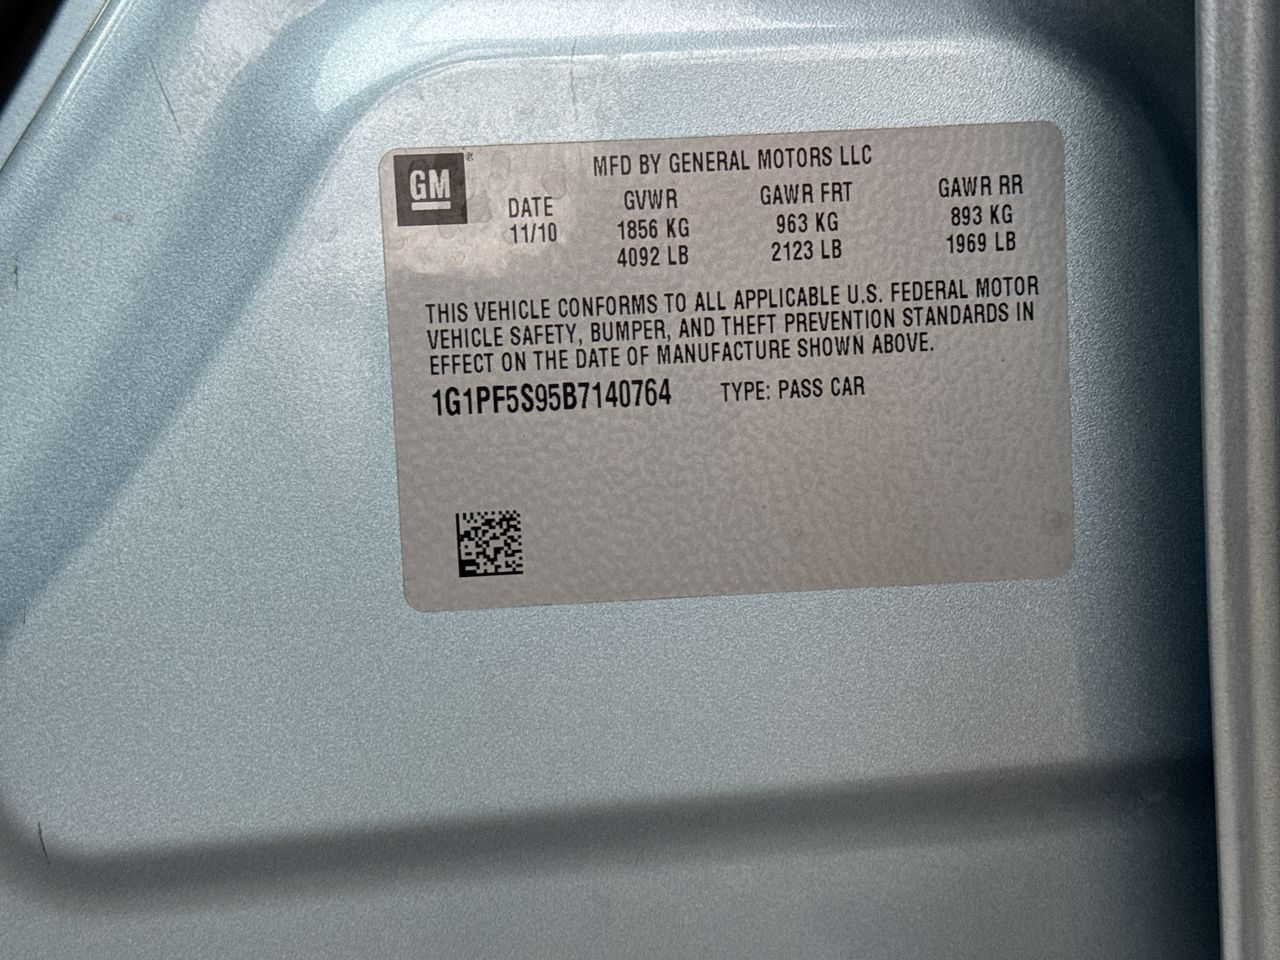 GM ®
MFD BY GENERAL MOTORS LLC
DATE GVWR GAWR FRT GAWR RR
11/10 1856 KG 963 KG 893 KG
4092 LB 2123 LB 1969 LB
THIS VEHICLE CONFORMS TO ALL APPLICABLE U.S. FEDERAL MOTOR
VEHICLE SAFETY, BUMPER, AND THEFT PREVENTION STANDARDS IN
EFFECT ON THE DATE OF MANUFACTURE SHOWN ABOVE.
1G1PF5S95B7140764 TYPE: PASS CAR